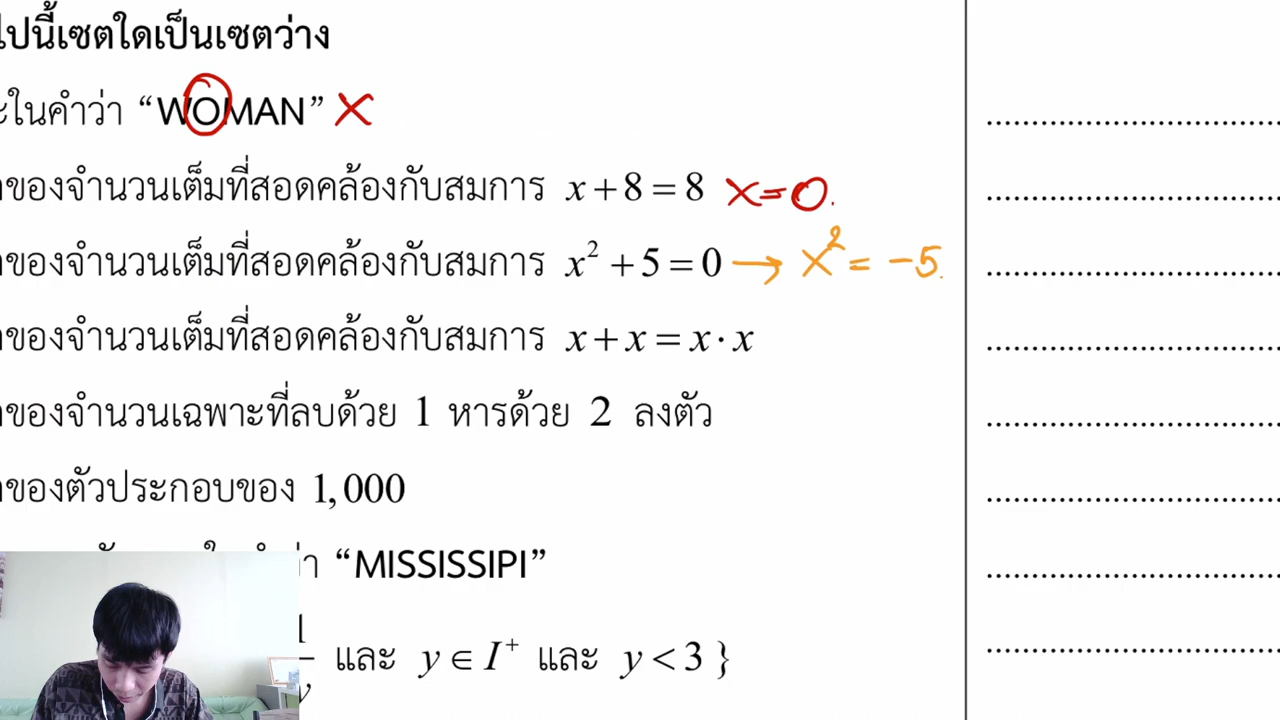 ไปนี้เซตใดเป็นเซตว่าง
ะในคำว่า “WOMAN” X
ของจำนวนเต็มที่สอดคล้องกับสมการ x + 8 = 8 x = 0.
ของจำนวนเต็มที่สอดคล้องกับสมการ x² + 5 = 0 → x² = -5.
ของจำนวนเต็มที่สอดคล้องกับสมการ x + x = x · x
ของจำนวนเฉพาะที่ลบด้วย 1 หารด้วย 2 ลงตัว
ของตัวประกอบของ 1,000
“MISSISSIPI”
และ y ∈ I⁺ และ y < 3 }